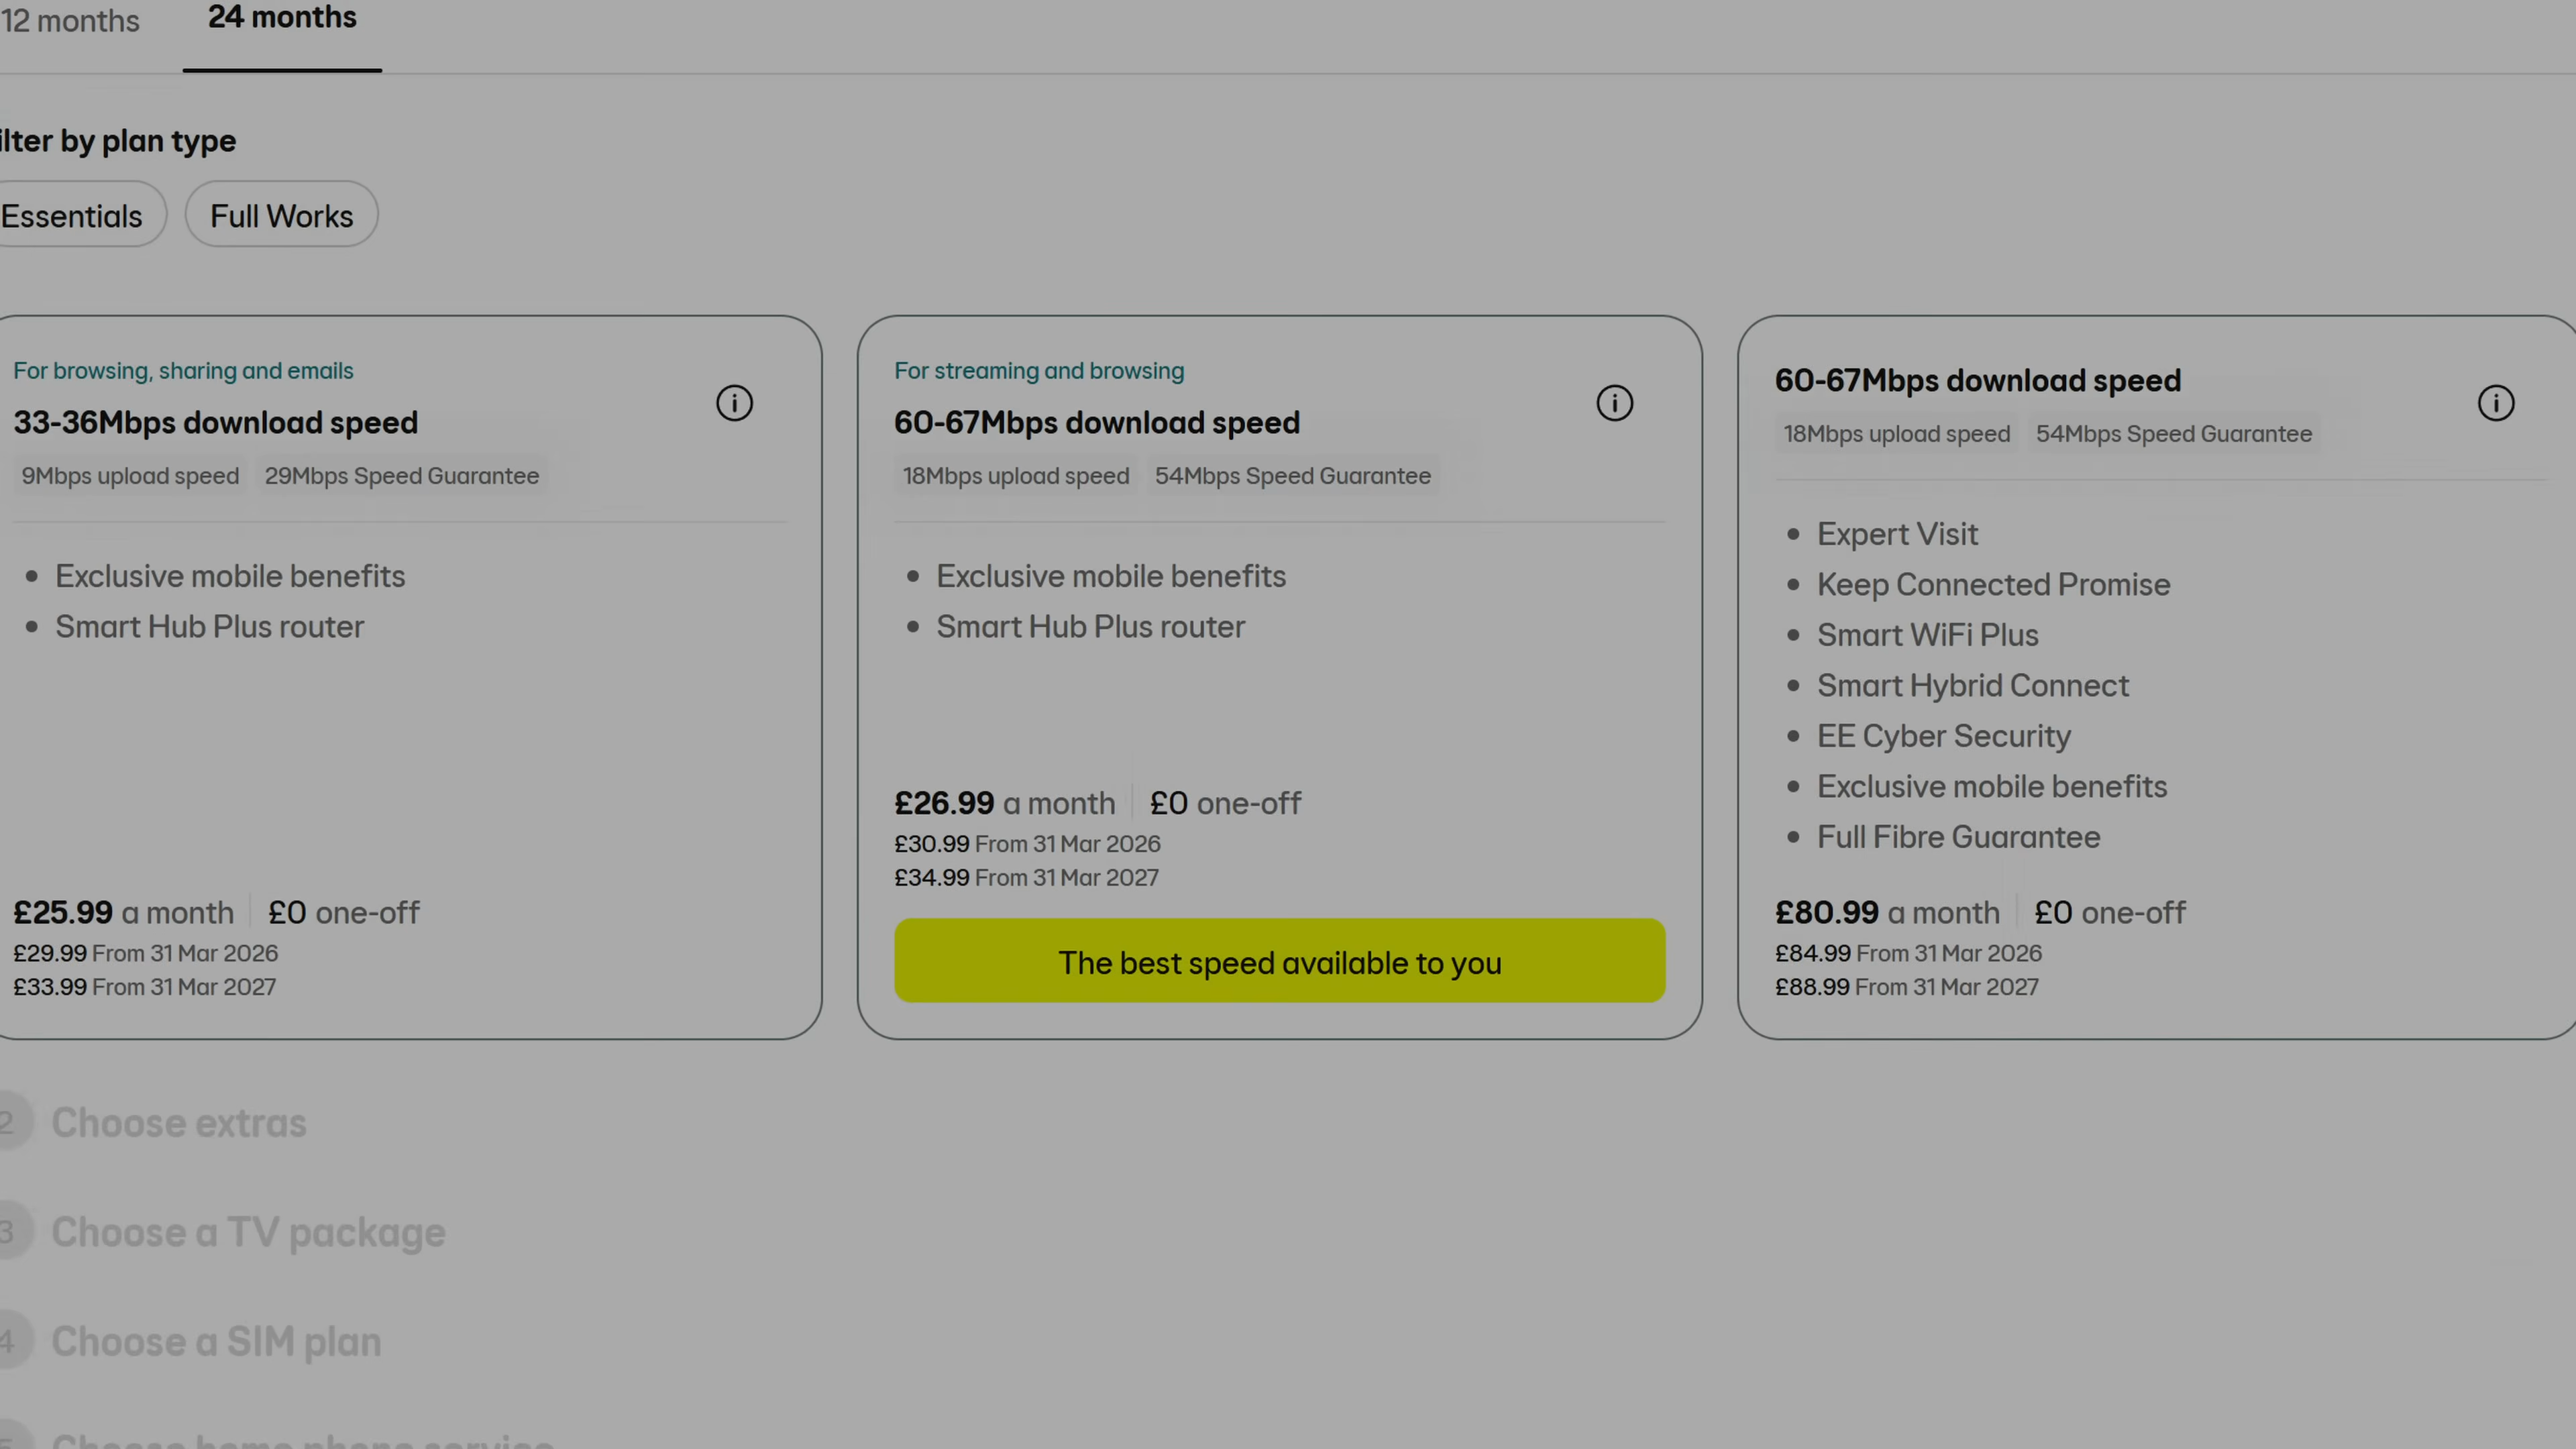 12 months 24 months
ilter by plan type
Essentials Full Works
For browsing, sharing and emails
33-36Mbps download speed
9Mbps upload speed 29Mbps Speed Guarantee
Exclusive mobile benefits
Smart Hub Plus router
£25.99 a month £0 one-off
£29.99 From 31 Mar 2026
£33.99 From 31 Mar 2027
For streaming and browsing
60-67Mbps download speed
18Mbps upload speed 54Mbps Speed Guarantee
Exclusive mobile benefits
Smart Hub Plus router
£26.99 a month £0 one-off
£30.99 From 31 Mar 2026
£34.99 From 31 Mar 2027
The best speed available to you
60-67Mbps download speed
18Mbps upload speed 54Mbps Speed Guarantee
Expert Visit
Keep Connected Promise
Smart WiFi Plus
Smart Hybrid Connect
EE Cyber Security
Exclusive mobile benefits
Full Fibre Guarantee
£80.99 a month £0 one-off
£84.99 From 31 Mar 2026
£88.99 From 31 Mar 2027
2 Choose extras
3 Choose a TV package
4 Choose a SIM plan
5 Choose home phone service